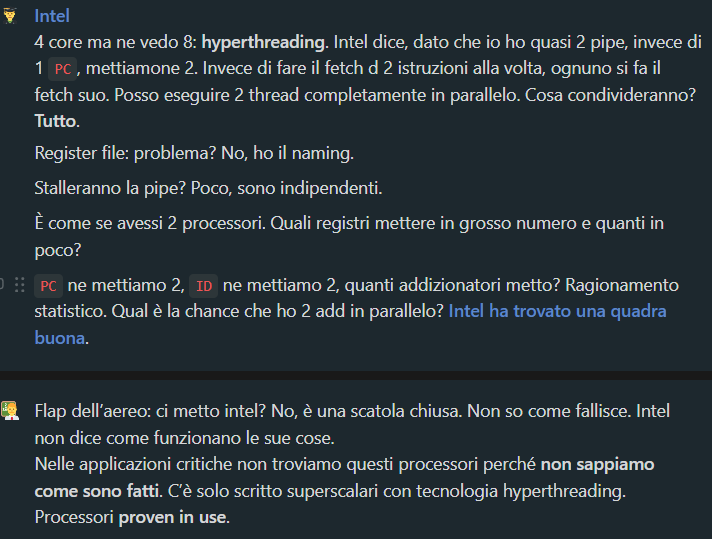 Intel
4 core ma ne vedo 8: hyperthreading. Intel dice, dato che io ho quasi 2 pipe, invece di
1 PC, mettiamone 2. Invece di fare il fetch d 2 istruzioni alla volta, ognuno si fa il
fetch suo. Posso eseguire 2 thread completamente in parallelo. Cosa condivideranno?
Tutto.
Register file: problema? No, ho il naming.
Stalleranno la pipe? Poco, sono indipendenti.
È come se avessi 2 processori. Quali registri mettere in grosso numero e quanti in
poco?
PC ne mettiamo 2, ID ne mettiamo 2, quanti addizionatori metto? Ragionamento
statistico. Qual è la chance che ho 2 add in parallelo? Intel ha trovato una quadra
buona.
Flap dell’aereo: ci metto intel? No, è una scatola chiusa. Non so come fallisce. Intel
non dice come funzionano le sue cose.
Nelle applicazioni critiche non troviamo questi processori perché non sappiamo
come sono fatti. C’è solo scritto superscalari con tecnologia hyperthreading.
Processori proven in use.